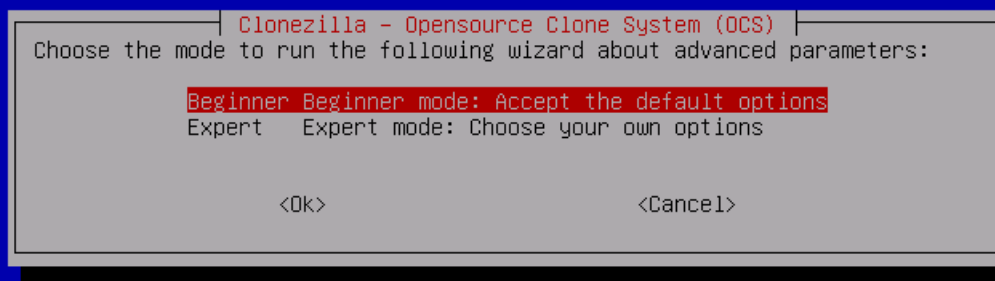 Clonezilla - Opensource Clone System (OCS)
Choose the mode to run the following wizard about advanced parameters:
Beginner Beginner mode: Accept the default options
Expert Expert mode: Choose your own options
<Ok> <Cancel>